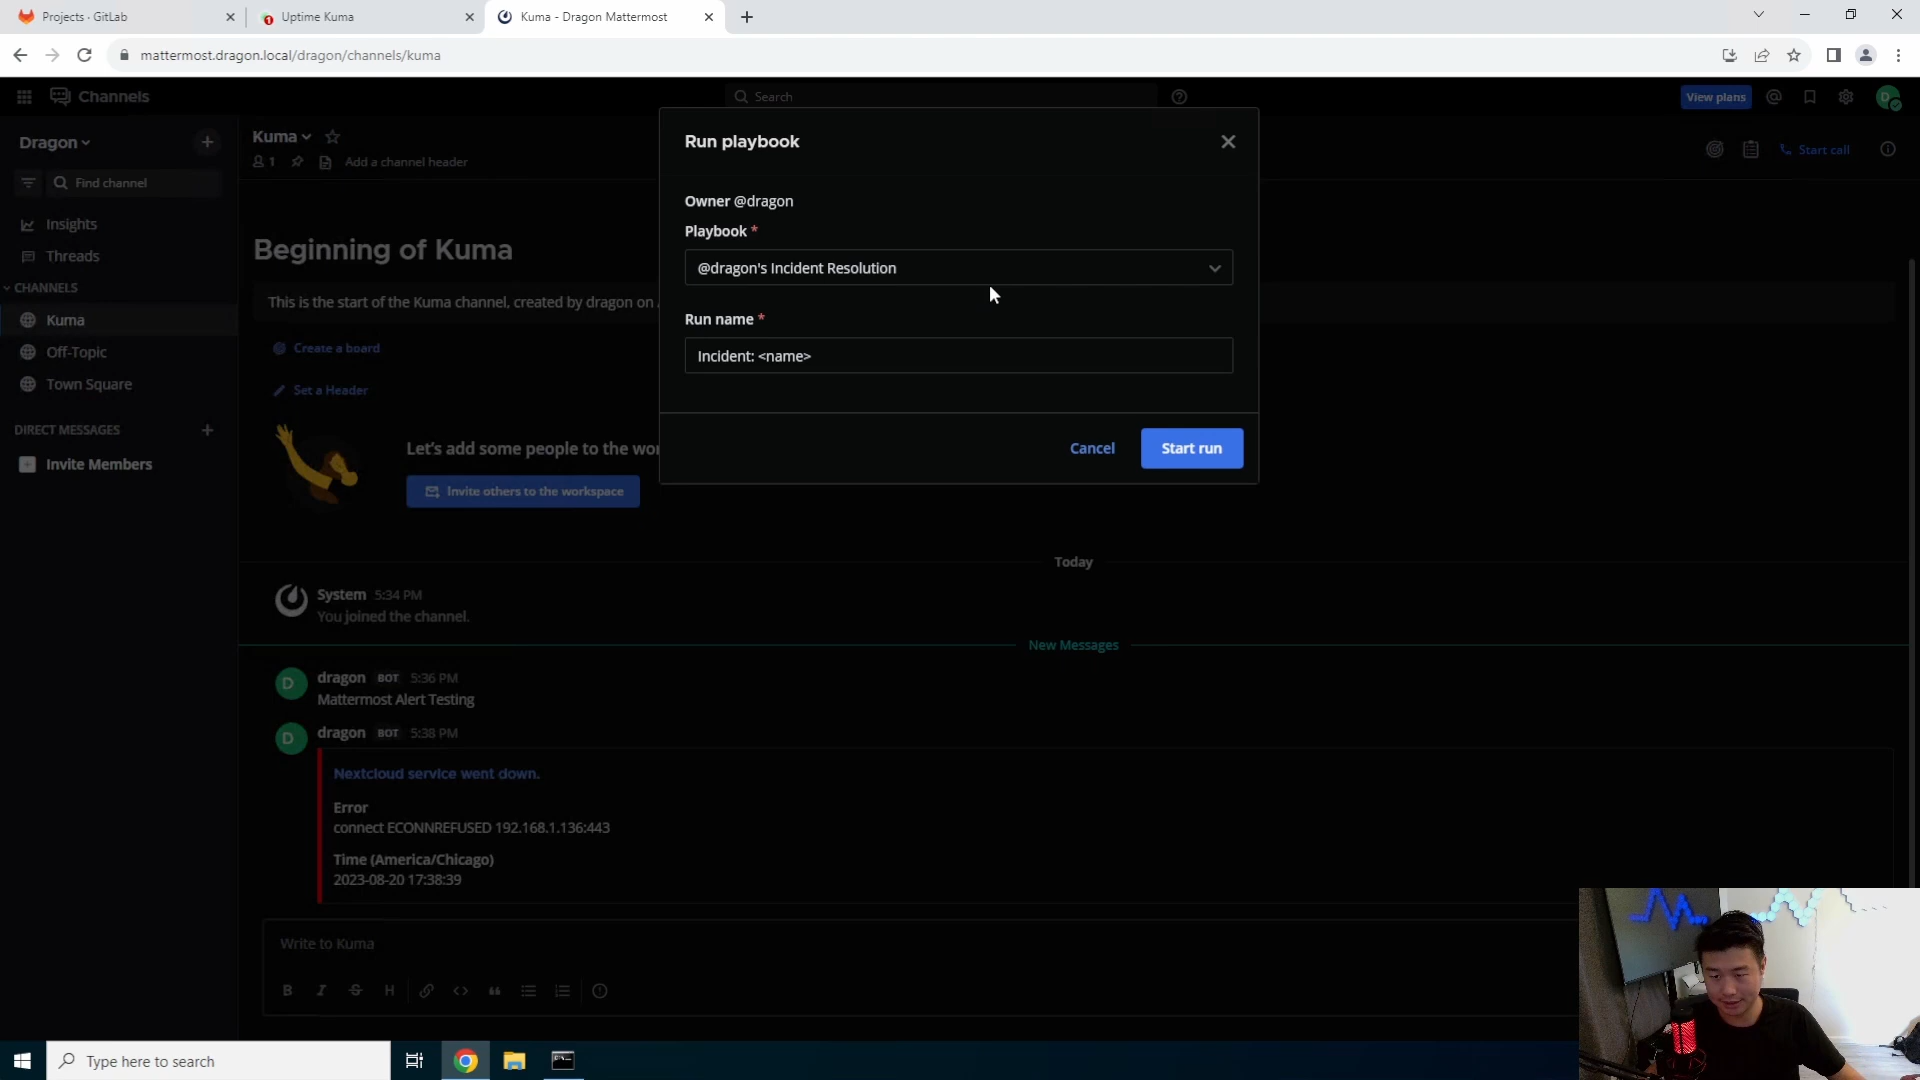 Projects · GitLab
Uptime Kuma
Kuma - Dragon Mattermost
mattermost.dragon.local/dragon/channels/kuma
Channels
Search
View plans
Dragon
Kuma
1
Add a channel header
Start call
Find channel
Insights
Threads
CHANNELS
Kuma
Off-Topic
Town Square
DIRECT MESSAGES
Invite Members
Beginning of Kuma
This is the start of the Kuma channel, created by dragon on
Create a board
Set a Header
Let's add some people to the wor
Invite others to the workspace
Run playbook
Owner @dragon
Playbook *
@dragon's Incident Resolution
Run name *
Incident: <name>
Cancel
Start run
Today
System 5:34 PM
You joined the channel.
New Messages
D
dragon BOT 5:36 PM
Mattermost Alert Testing
D
dragon BOT 5:38 PM
Nextcloud service went down.
Error
connect ECONNREFUSED 192.168.1.136:443
Time (America/Chicago)
2023-08-20 17:38:39
Write to Kuma
B I S H
Type here to search